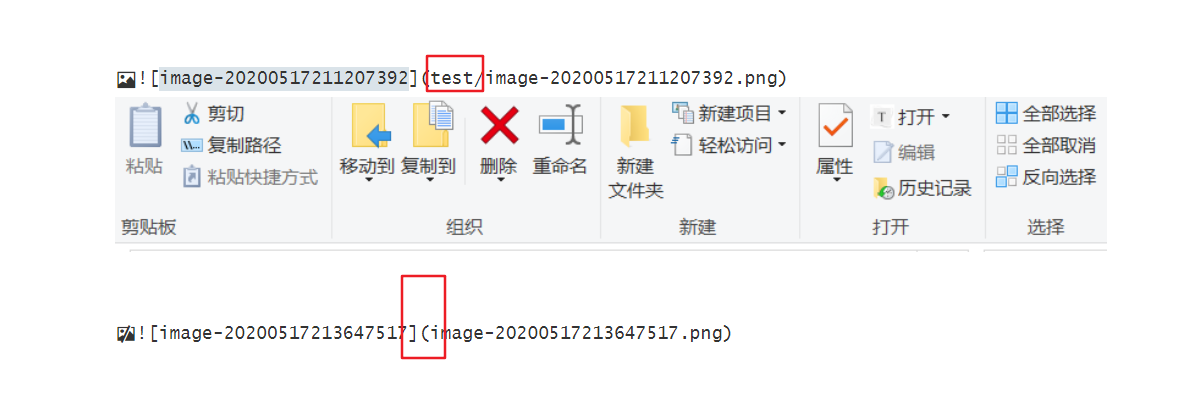 ![image-20200517211207392](test/image-20200517211207392.png)
剪切
复制路径
粘贴
粘贴快捷方式
剪贴板
移动到
复制到
删除
重命名
组织
新建
文件夹
新建项目
轻松访问
新建
属性
打开
编辑
历史记录
打开
全部选择
全部取消
反向选择
选择
![image-20200517213647517](image-20200517213647517.png)